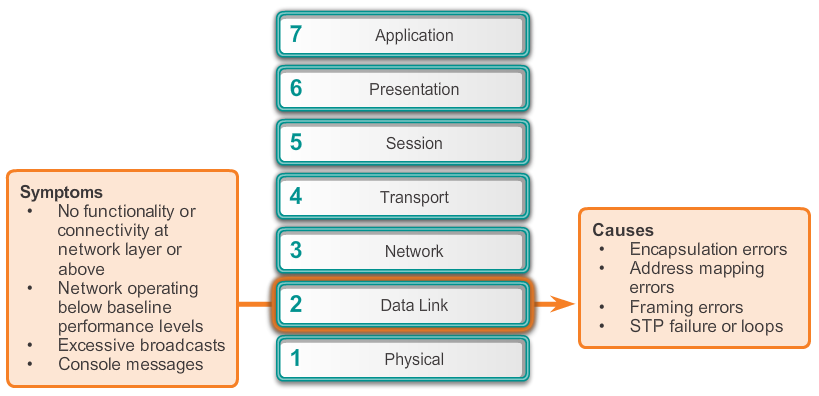 7 Application
6 Presentation
5 Session
4 Transport
3 Network
2 Data Link
1 Physical
Symptoms
• No functionality or
connectivity at
network layer or
above
• Network operating
below baseline
performance levels
• Excessive broadcasts
• Console messages
Causes
• Encapsulation errors
• Address mapping
errors
• Framing errors
• STP failure or loops